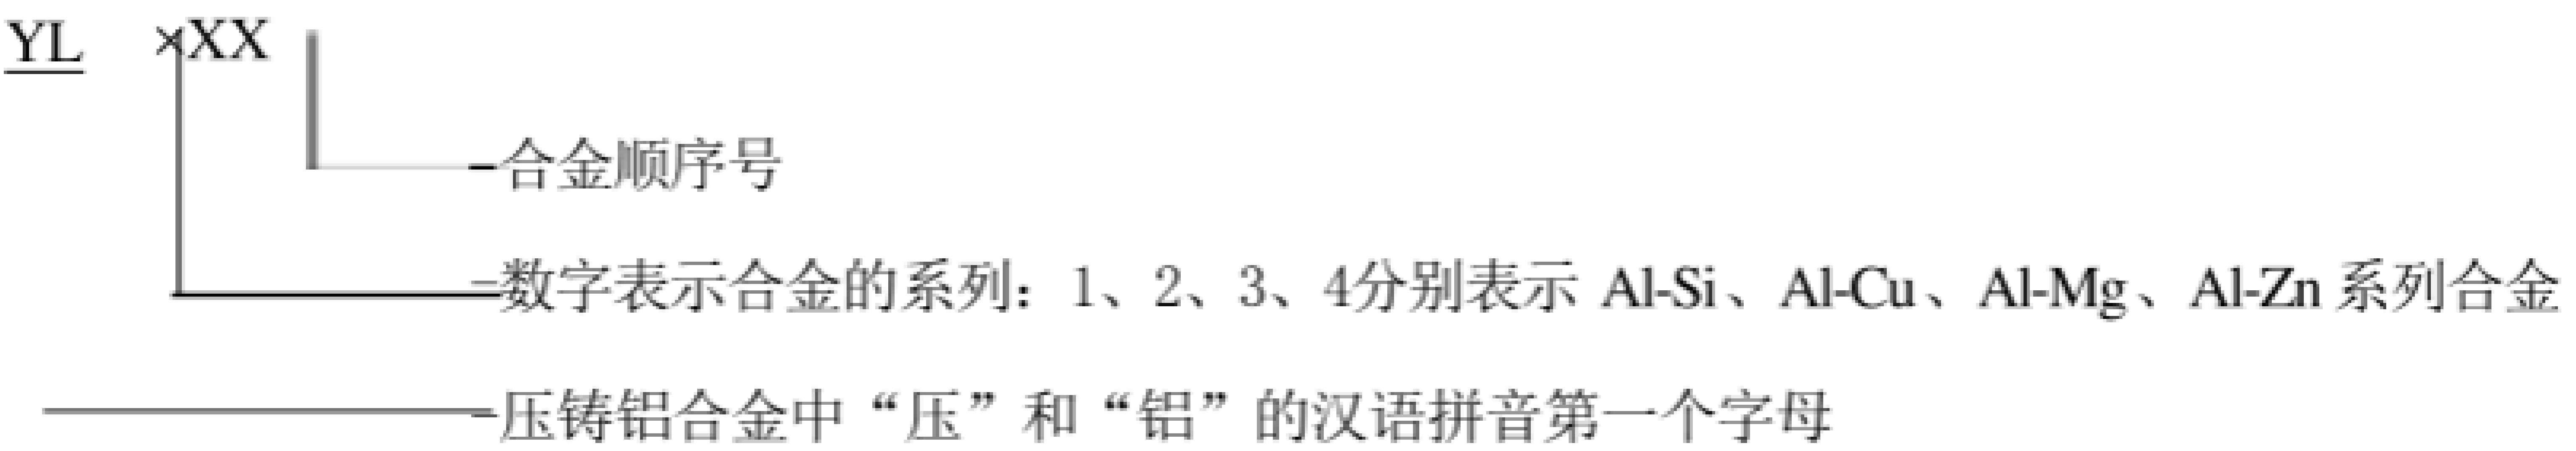 YL ×XX
合金顺序号
数字表示合金的系列：1、2、3、4分别表示 Al-Si、Al-Cu、Al-Mg、Al-Zn 系列合金
压铸铝合金中“压”和“铝”的汉语拼音第一个字母